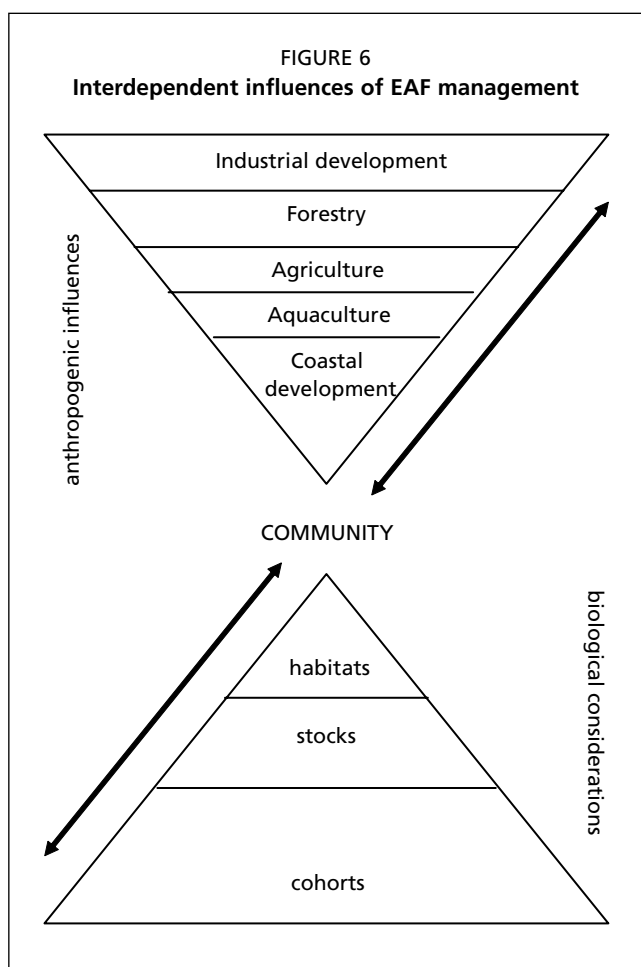 FIGURE 6
Interdependent influences of EAF management
Industrial development
Forestry
Agriculture
Aquaculture
Coastal
development
anthropogenic influences
COMMUNITY
habitats
stocks
cohorts
biological considerations